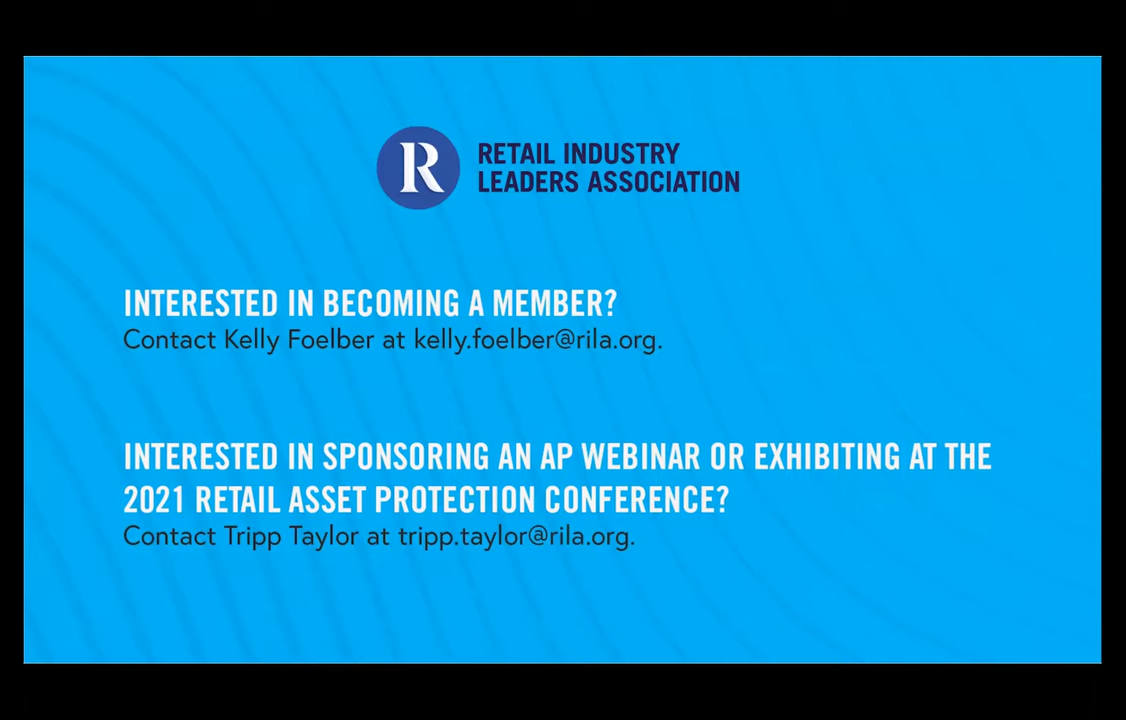 R
RETAIL INDUSTRY
LEADERS ASSOCIATION
INTERESTED IN BECOMING A MEMBER?
Contact Kelly Foelber at kelly.foelber@rila.org.
INTERESTED IN SPONSORING AN AP WEBINAR OR EXHIBITING AT THE
2021 RETAIL ASSET PROTECTION CONFERENCE?
Contact Tripp Taylor at tripp.taylor@rila.org.